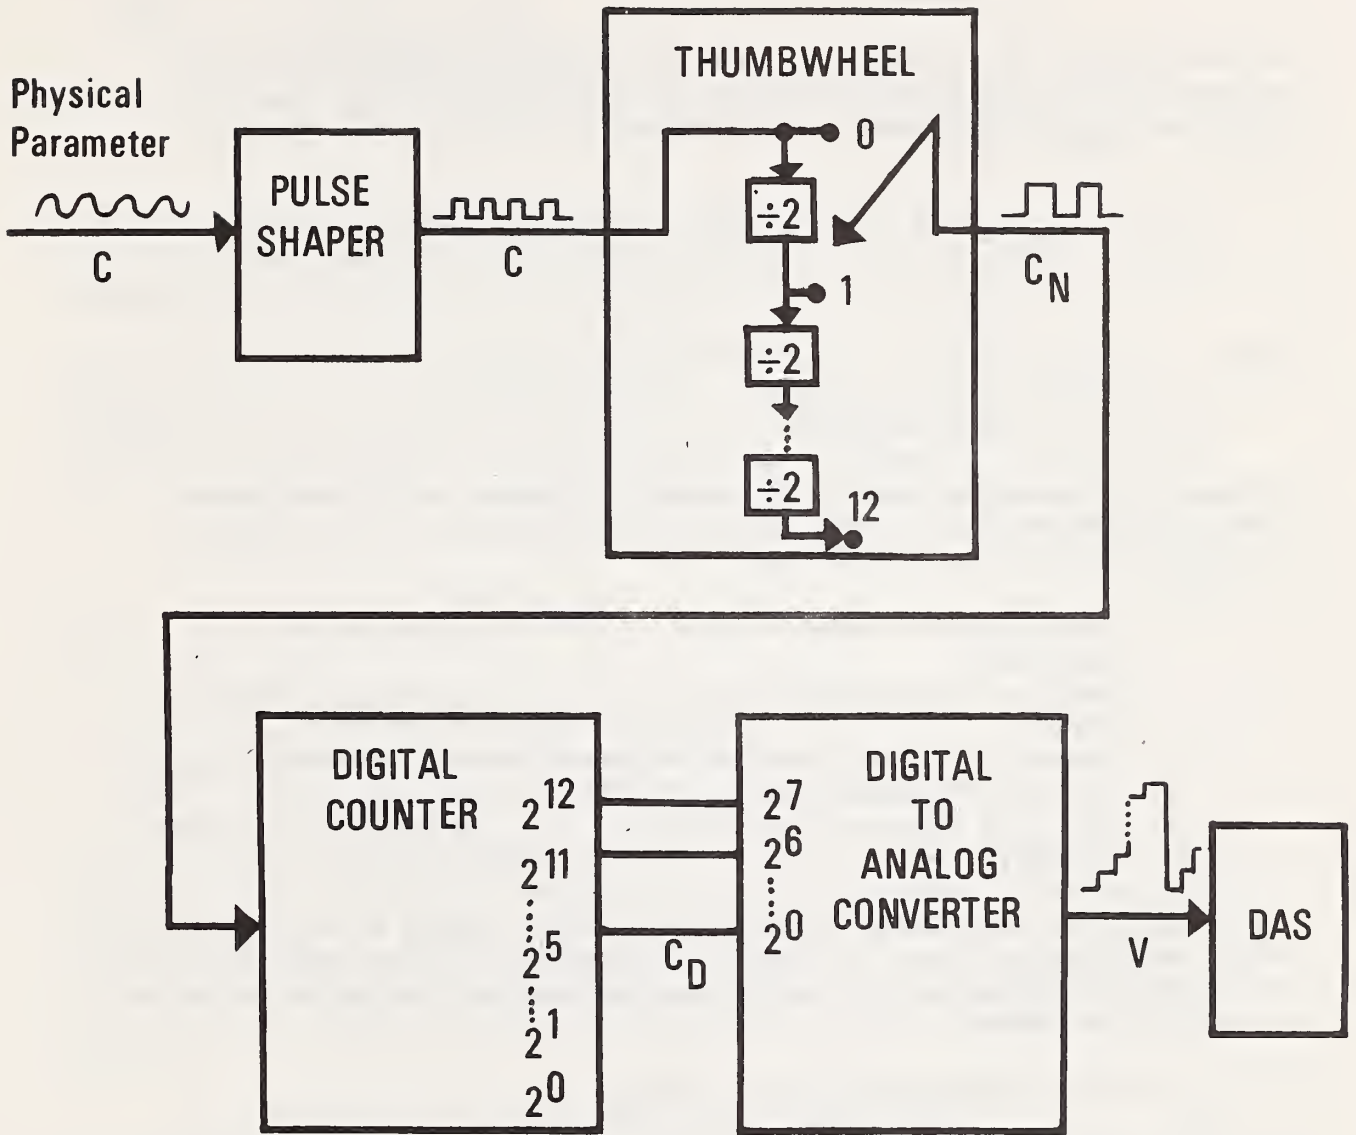 Physical
Parameter
C
PULSE
SHAPER
C
THUMBWHEEL
0
÷2
1
÷2
÷2
12
C_N
DIGITAL
COUNTER
2^12
2^11
2^5
2^1
2^0
C_D
2^7
2^6
2^0
DIGITAL
TO
ANALOG
CONVERTER
V
DAS